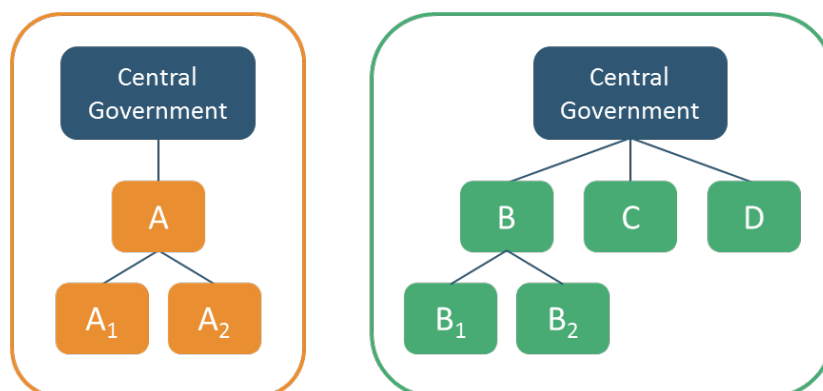 Central
Government
A
A₁
A₂
Central
Government
B
C
D
B₁
B₂